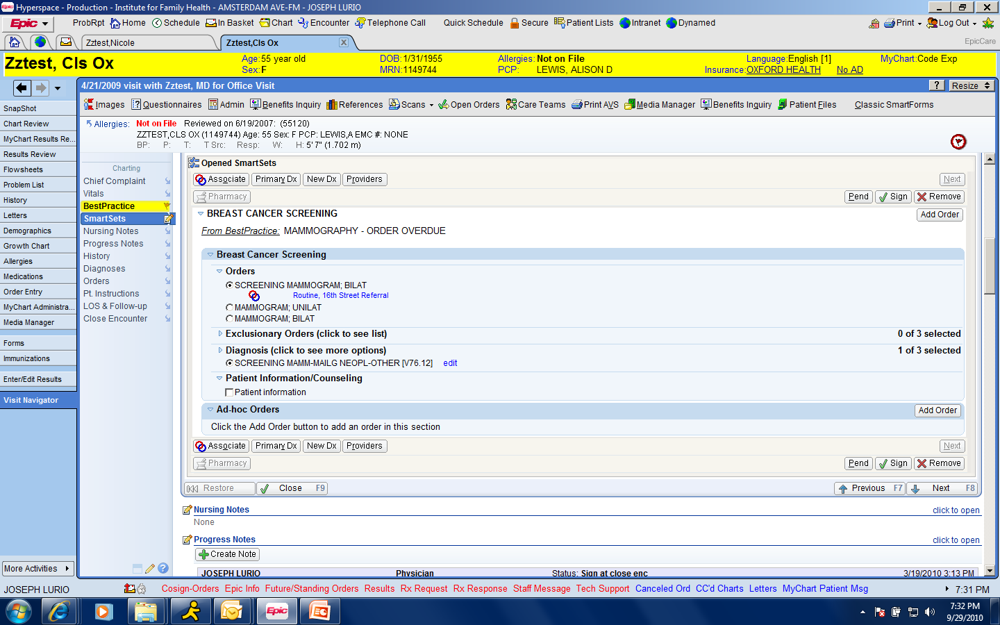 Hyperspace - Production - Institute for Family Health - AMSTERDAM AVE-FM - JOSEPH LURIO
Epic ProbRpt Home Schedule In Basket Chart Encounter Telephone Call Quick Schedule Secure Patient Lists Intranet Dynamed Print Log Out
Zztest,Nicole Zztest,Cls Ox EpicCare
Zztest, Cls Ox Age:55 year old DOB:1/31/1955 Allergies:Not on File Language:English [1] MyChart:Code Exp
Sex:F MRN:1149744 PCP: LEWIS, ALISON D Insurance:OXFORD HEALTH No AD
4/21/2009 visit with Zztest, MD for Office Visit ? Resize
Images Questionnaires Admin Benefits Inquiry References Scans Open Orders Care Teams Print AVS Media Manager Benefits Inquiry Patient Files Classic SmartForms
SnapShot
Chart Review
MyChart Results Re...
Results Review
Flowsheets
Problem List
History
Letters
Demographics
Growth Chart
Allergies
Medications
Order Entry
MyChart Administra...
Media Manager
Forms
Immunizations
Enter/Edit Results
Visit Navigator
More Activities
Allergies: Not on File Reviewed on 6/19/2007: (55120)
ZZTEST,CLS OX (1149744) Age: 55 Sex: F PCP: LEWIS,A EMC #: NONE
BP: P: T: T Src: Resp: W: H: 5' 7" (1.702 m)
Charting
Chief Complaint
Vitals
BestPractice
SmartSets
Nursing Notes
Progress Notes
History
Diagnoses
Orders
Pt. Instructions
LOS & Follow-up
Close Encounter
Opened SmartSets
Associate Primary Dx New Dx Providers Next
Pharmacy Pend Sign Remove
BREAST CANCER SCREENING Add Order
From BestPractice: MAMMOGRAPHY - ORDER OVERDUE
Breast Cancer Screening
Orders
SCREENING MAMMOGRAM; BILAT
Routine, 16th Street Referral
MAMMOGRAM; UNILAT
MAMMOGRAM; BILAT
Exclusionary Orders (click to see list) 0 of 3 selected
Diagnosis (click to see more options) 1 of 3 selected
SCREENING MAMM-MAILG NEOPL-OTHER [V76.12] edit
Patient Information/Counseling
Patient information
Ad-hoc Orders Add Order
Click the Add Order button to add an order in this section
Associate Primary Dx New Dx Providers Next
Pharmacy Pend Sign Remove
Restore Close F9 Previous F7 Next F8
Nursing Notes click to open
None
Progress Notes click to open
Create Note
JOSEPH LURIO Physician Status: Sign at close enc 3/19/2010 3:13 PM
JOSEPH LURIO Cosign-Orders Epic Info Future/Standing Orders Results Rx Request Rx Response Staff Message Tech Support Canceled Ord CC'd Charts Letters MyChart Patient Msg 7:31 PM
Epic
7:32 PM
9/29/2010